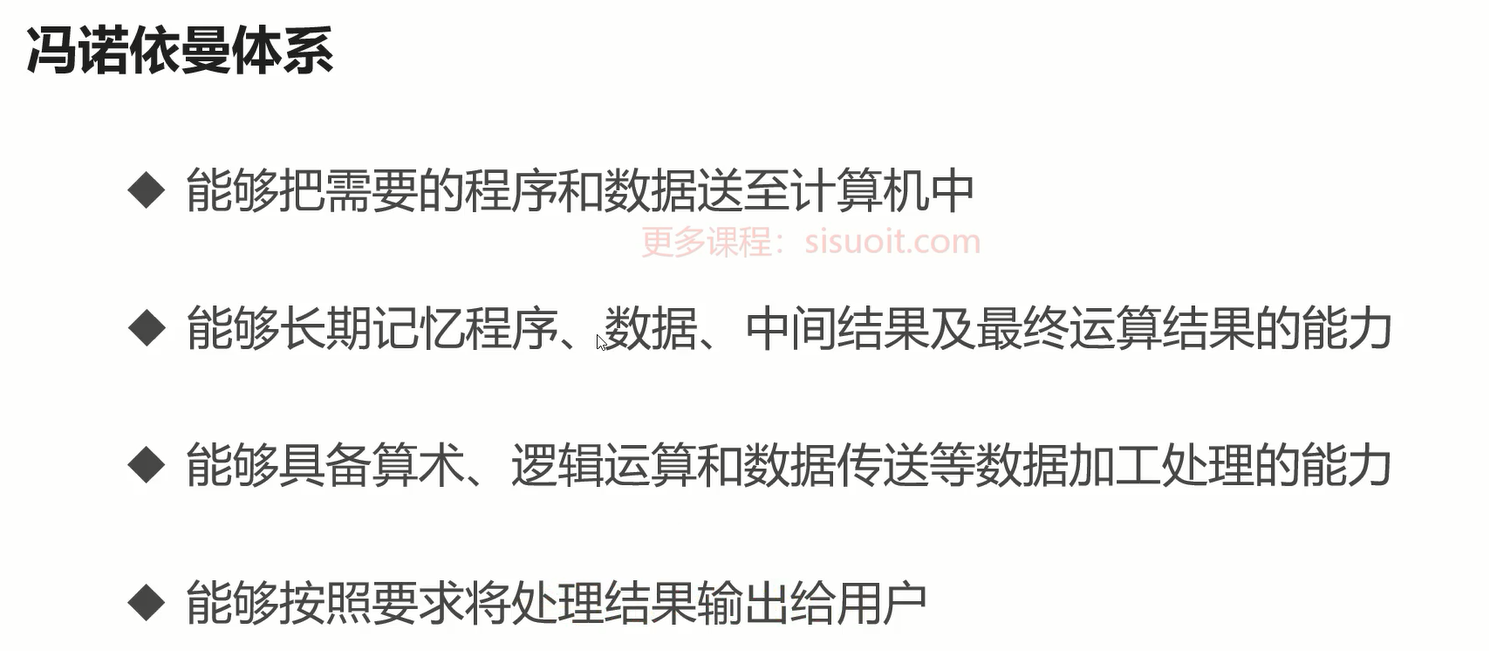 冯诺依曼体系
◆ 能够把需要的程序和数据送至计算机中
更多课程：sisuoit.com
◆ 能够长期记忆程序、数据、中间结果及最终运算结果的能力
◆ 能够具备算术、逻辑运算和数据传送等数据加工处理的能力
◆ 能够按照要求将处理结果输出给用户